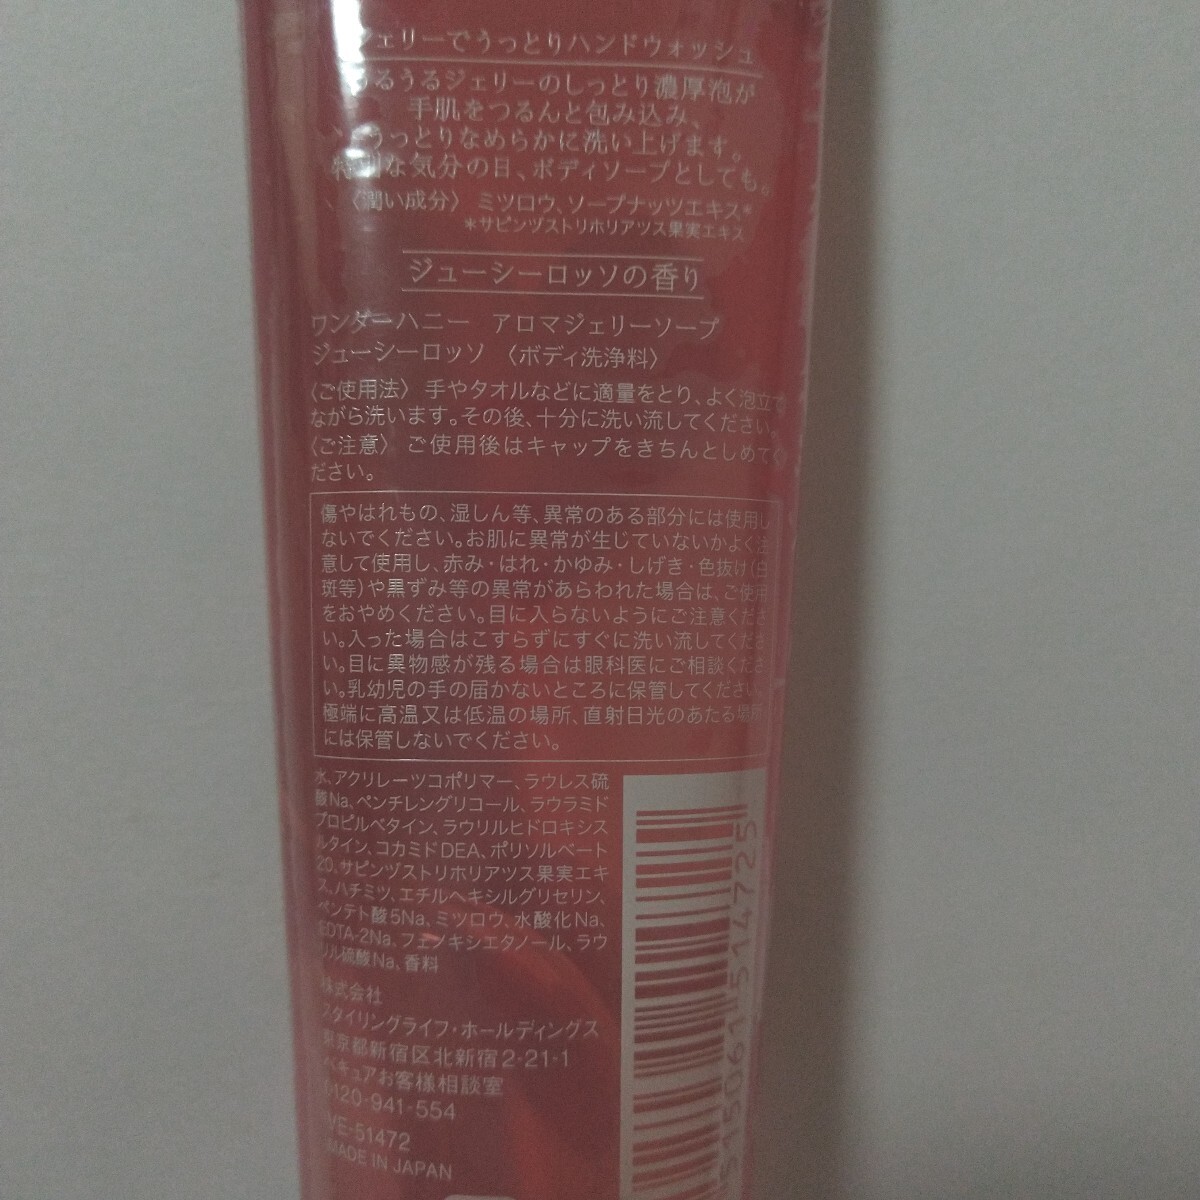 ジェリーでうっとりハンドウォッシュ
うるうるジェリーのしっとり濃厚泡が
手肌をつるんと包み込み、
うっとりなめらかに洗い上げます。
特別な気分の日、ボディソープとしても。
〈潤い成分〉 ミツロウ、ソープナッツエキス*
*サピンヅストリホリアツス果実エキス
ジューシーロッソの香り
ワンダーハニー アロマジェリーソープ
ジューシーロッソ 〈ボディ洗浄料〉
〈ご使用法〉 手やタオルなどに適量をとり、よく泡立て
ながら洗います。その後、十分に洗い流してください。
〈ご注意〉 ご使用後はキャップをきちんとしめてく
ださい。
傷やはれもの、湿しん等、異常のある部分には使用し
ないでください。お肌に異常が生じていないかよく注
意して使用し、赤み・はれ・かゆみ・しげき・色抜け(白
斑等)や黒ずみ等の異常があらわれた場合は、ご使用
をおやめください。目に入らないようにご注意くださ
い。入った場合はこすらずにすぐに洗い流してくださ
い。目に異物感が残る場合は眼科医にご相談くださ
い。乳幼児の手の届かないところに保管してください。
極端に高温又は低温の場所、直射日光のあたる場所
には保管しないでください。
水、アクリレーツコポリマー、ラウレス硫
酸Na、ペンチレングリコール、ラウラミド
プロピルベタイン、ラウリルヒドロキシス
ルタイン、コカミドDEA、ポリソルベート
20、サピンヅストリホリアツス果実エキ
ス、ハチミツ、エチルヘキシルグリセリン、
ペンテト酸5Na、ミツロウ、水酸化Na、
EDTA-2Na、フェノキシエタノール、ラウ
リル硫酸Na、香料
株式会社
スタイリングライフ・ホールディングス
東京都新宿区北新宿2-21-1
ベキュアお客様相談室
0120-941-554
VE-51472
MADE IN JAPAN
515061514725